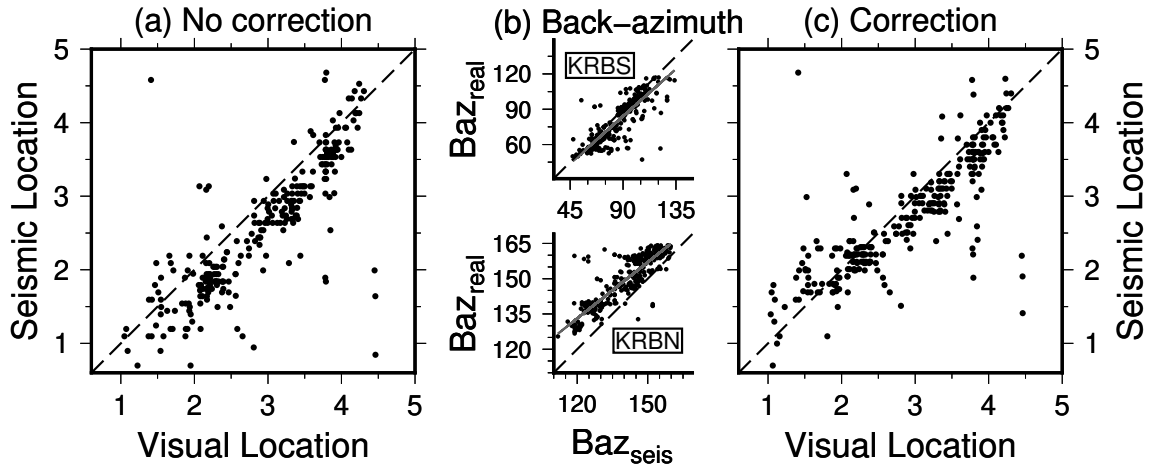 (a) No correction
(b) Back−azimuth
(c) Correction
Seismic Location
5
4
3
2
1
1 2 3 4 5
Visual Location
Baz_real
120
90
60
KRBS
45 90 135
Baz_real
165
150
135
120
KRBN
120 150
Baz_seis
5
4
3
2
1
Seismic Location
1 2 3 4 5
Visual Location